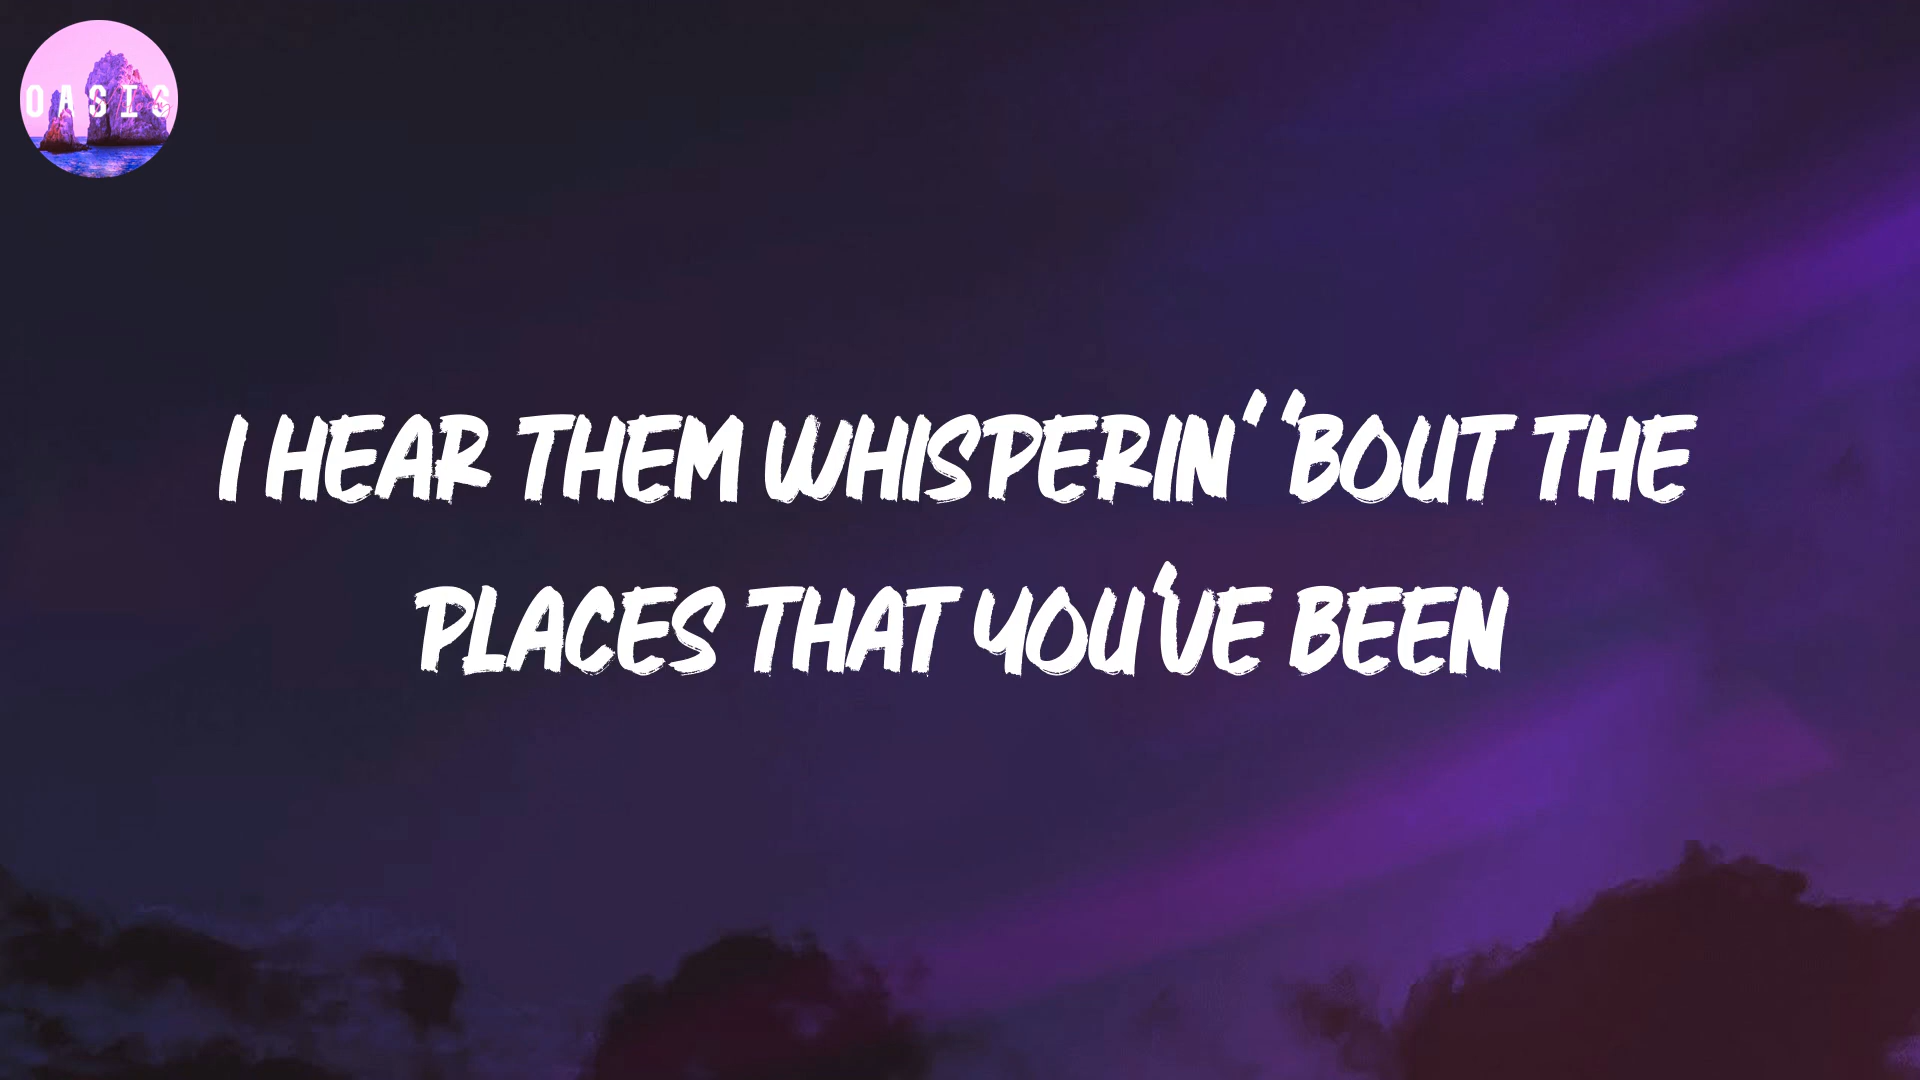 OASIS
I HEAR THEM WHISPERIN' 'BOUT THE
PLACES THAT YOU'VE BEEN